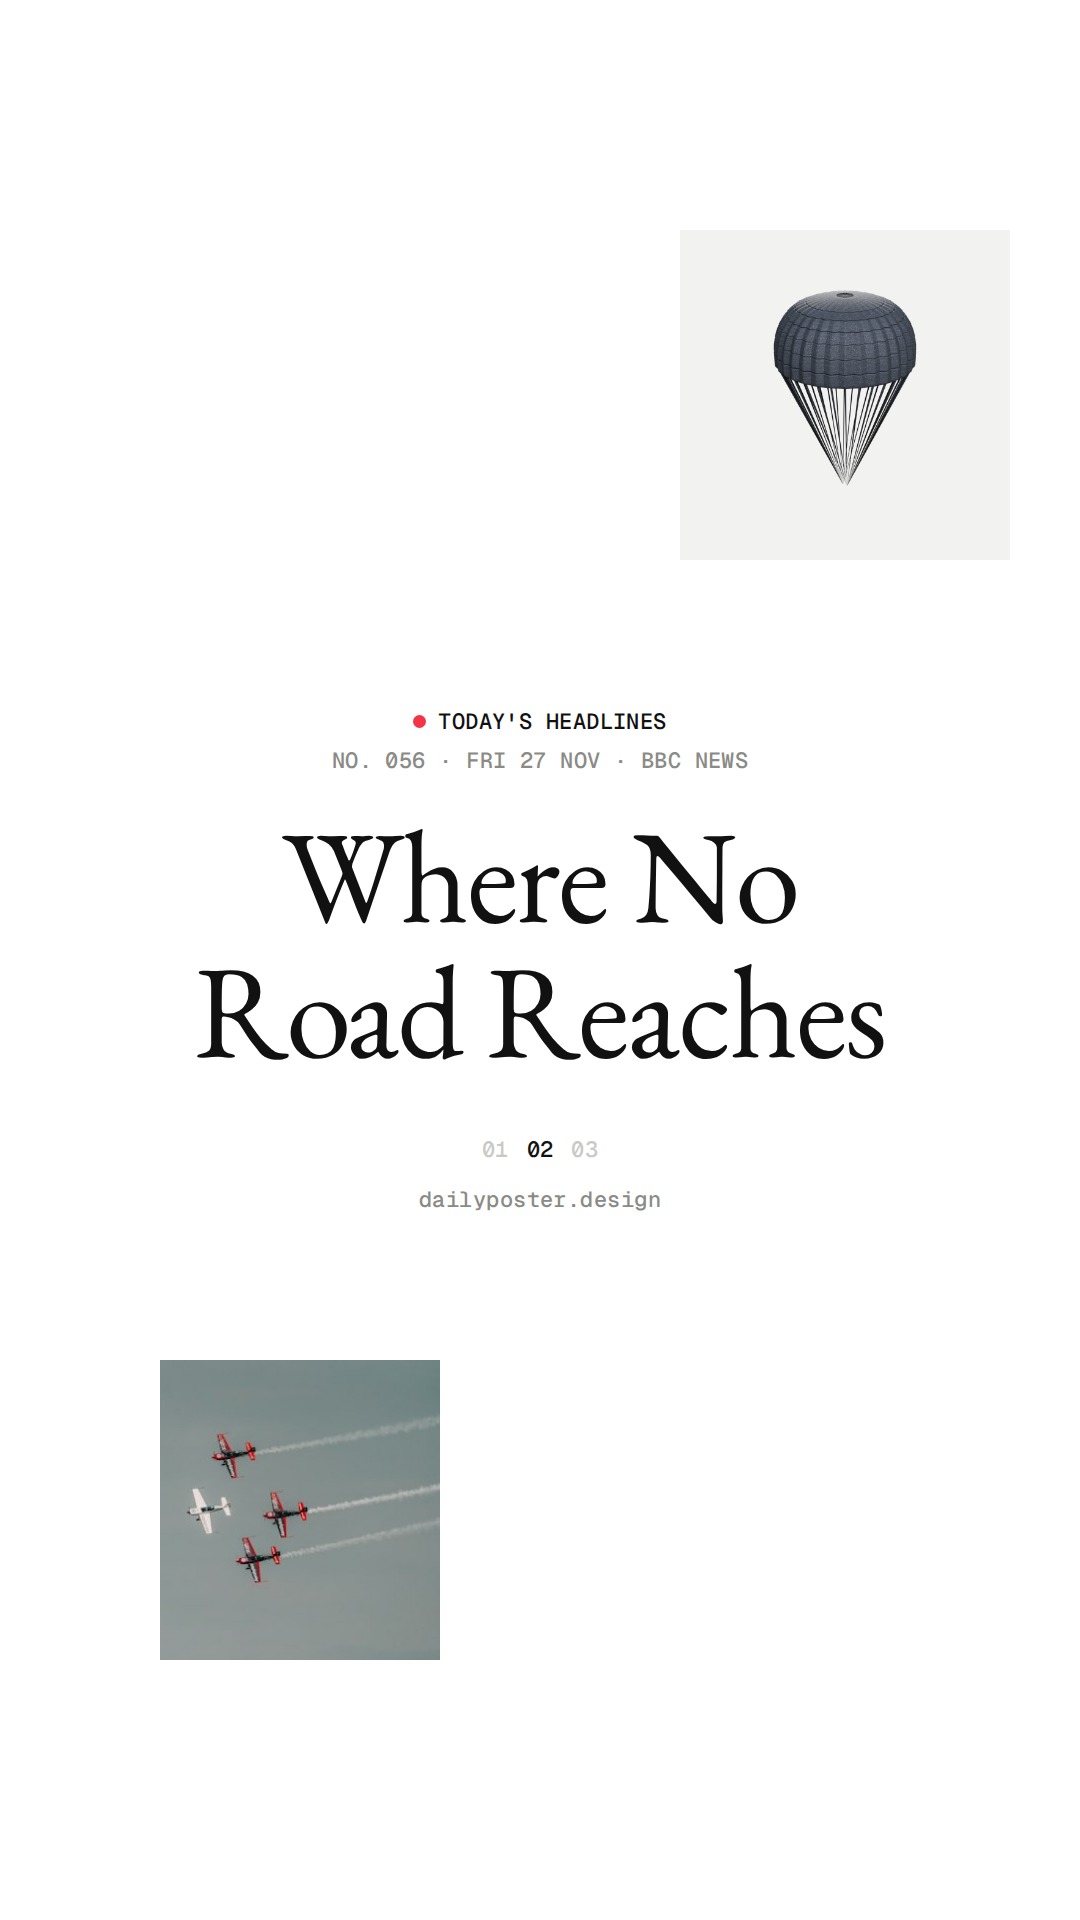 TODAY'S HEADLINES
NO. 056 · FRI 27 NOV · BBC NEWS
Where No
Road Reaches
01 02 03
dailyposter.design